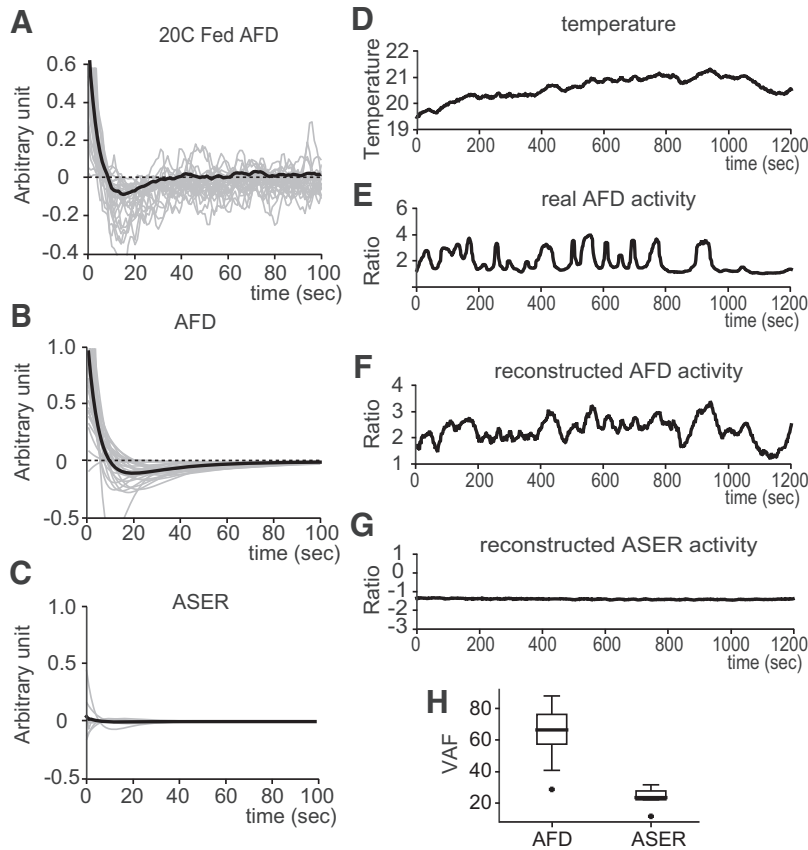 A
20C Fed AFD
Arbitrary unit
0.6
0.4
0.2
0
-0.2
-0.4
0 20 40 60 80 100
time (sec)
B
AFD
Arbitrary unit
1.0
0.5
0
-0.5
0 20 40 60 80 100
time (sec)
C
ASER
Arbitrary unit
1.0
0.5
0
-0.5
0 20 40 60 80 100
time (sec)
D
temperature
Temperature
22
21
20
19
0 200 400 600 800 1000 1200
time (sec)
E
real AFD activity
Ratio
6
4
2
0 200 400 600 800 1000 1200
time (sec)
F
reconstructed AFD activity
Ratio
4
3
2
1
0 200 400 600 800 1000 1200
time (sec)
G
reconstructed ASER activity
Ratio
1
0
-1
-2
-3
0 200 400 600 800 1000 1200
time (sec)
H
VAF
80
60
40
20
AFD ASER